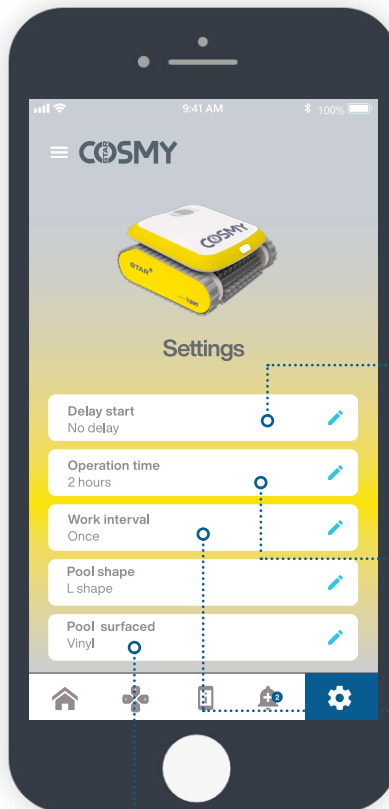 9:41 AM
100%
COSMY
STAR
COSMY
STAR
Settings
Delay start
No delay
Operation time
2 hours
Work interval
Once
Pool shape
L shape
Pool surfaced
Vinyl
2